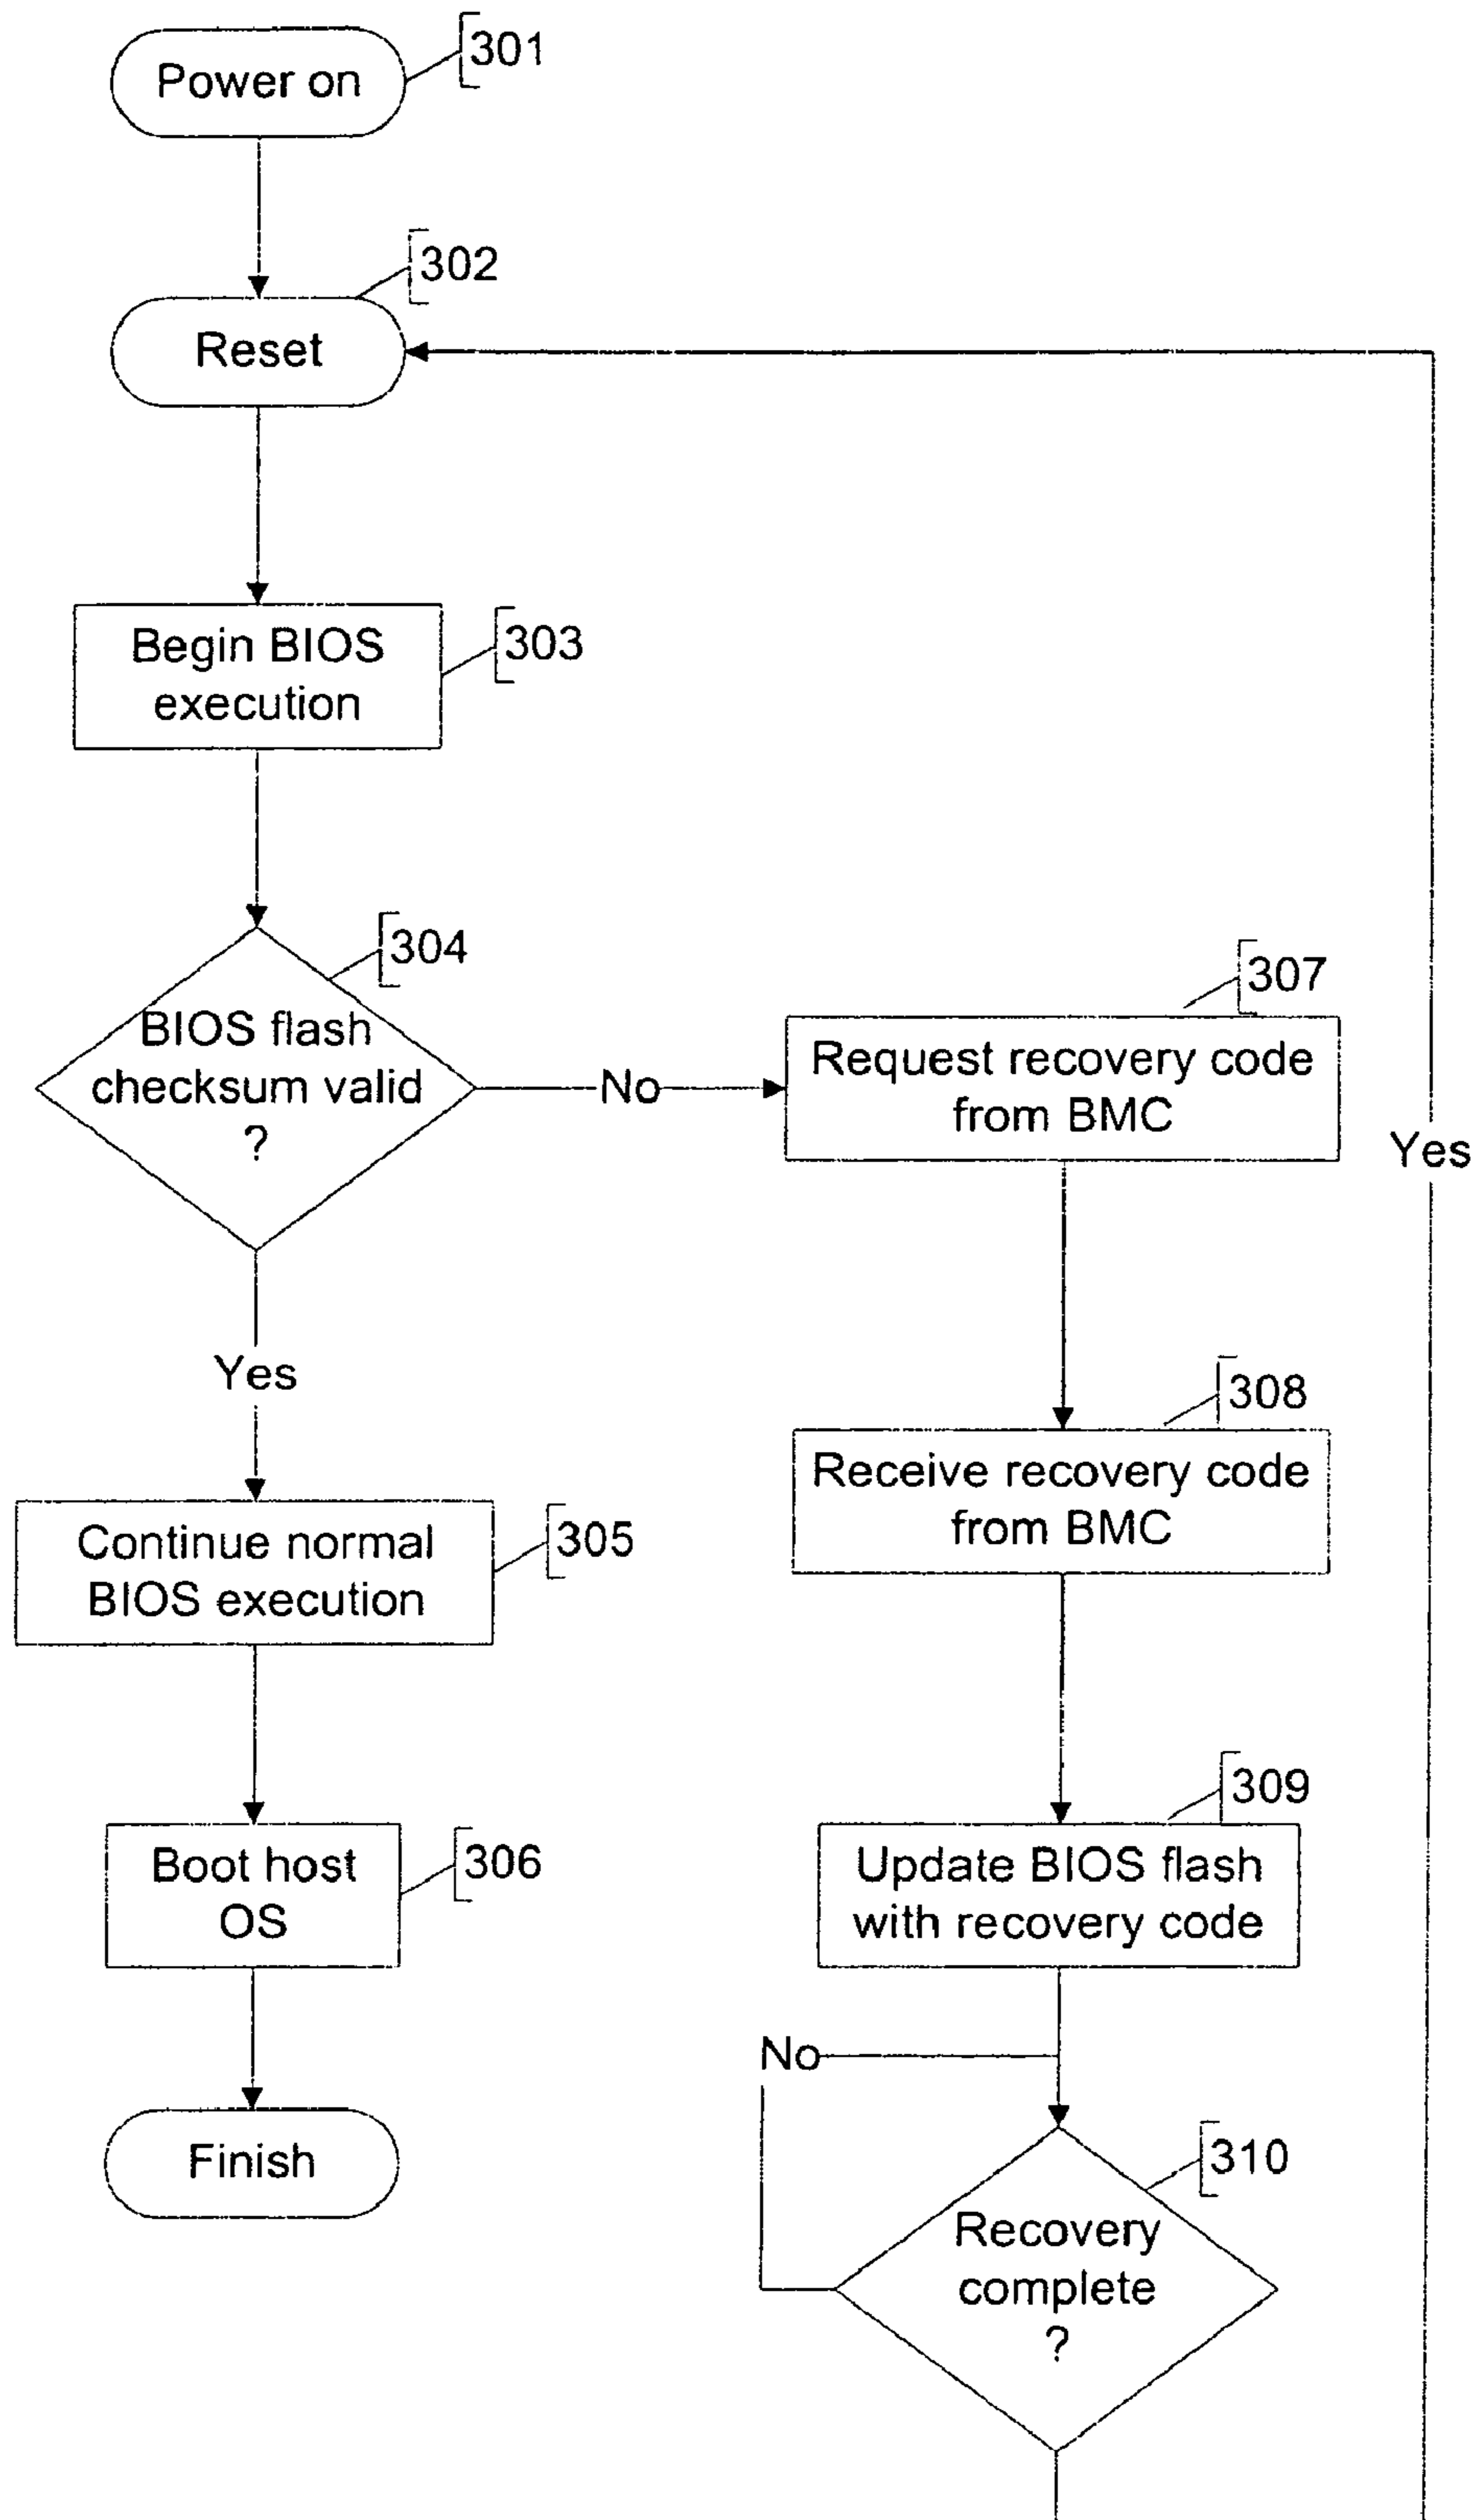 Power on
301
302
Reset
Begin BIOS
execution
303
304
BIOS flash
checksum valid
?
No
307
Request recovery code
from BMC
Yes
Yes
308
Receive recovery code
from BMC
Continue normal
BIOS execution
305
309
Update BIOS flash
with recovery code
Boot host
OS
306
No
Finish
310
Recovery
complete
?